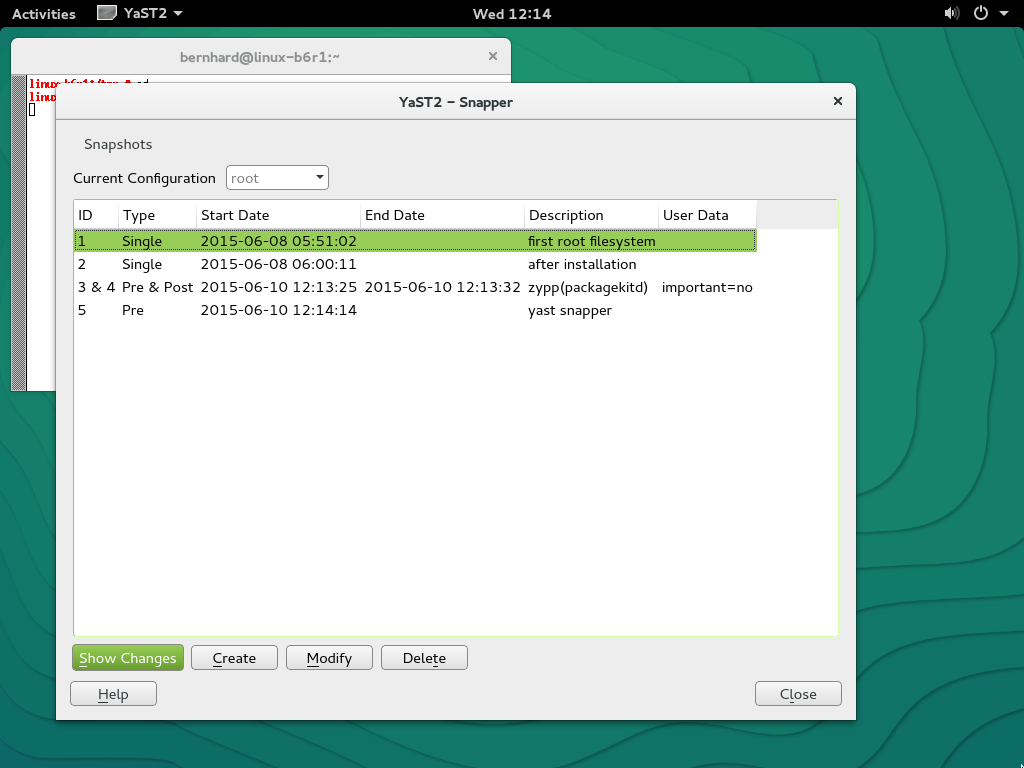 Activities YaST2 Wed 12:14
bernhard@linux-b6r1:~
YaST2 - Snapper
Snapshots
Current Configuration root
ID Type Start Date End Date Description User Data
1 Single 2015-06-08 05:51:02 first root filesystem
2 Single 2015-06-08 06:00:11 after installation
3 & 4 Pre & Post 2015-06-10 12:13:25 2015-06-10 12:13:32 zypp(packagekitd) important=no
5 Pre 2015-06-10 12:14:14 yast snapper
Show Changes Create Modify Delete
Help Close